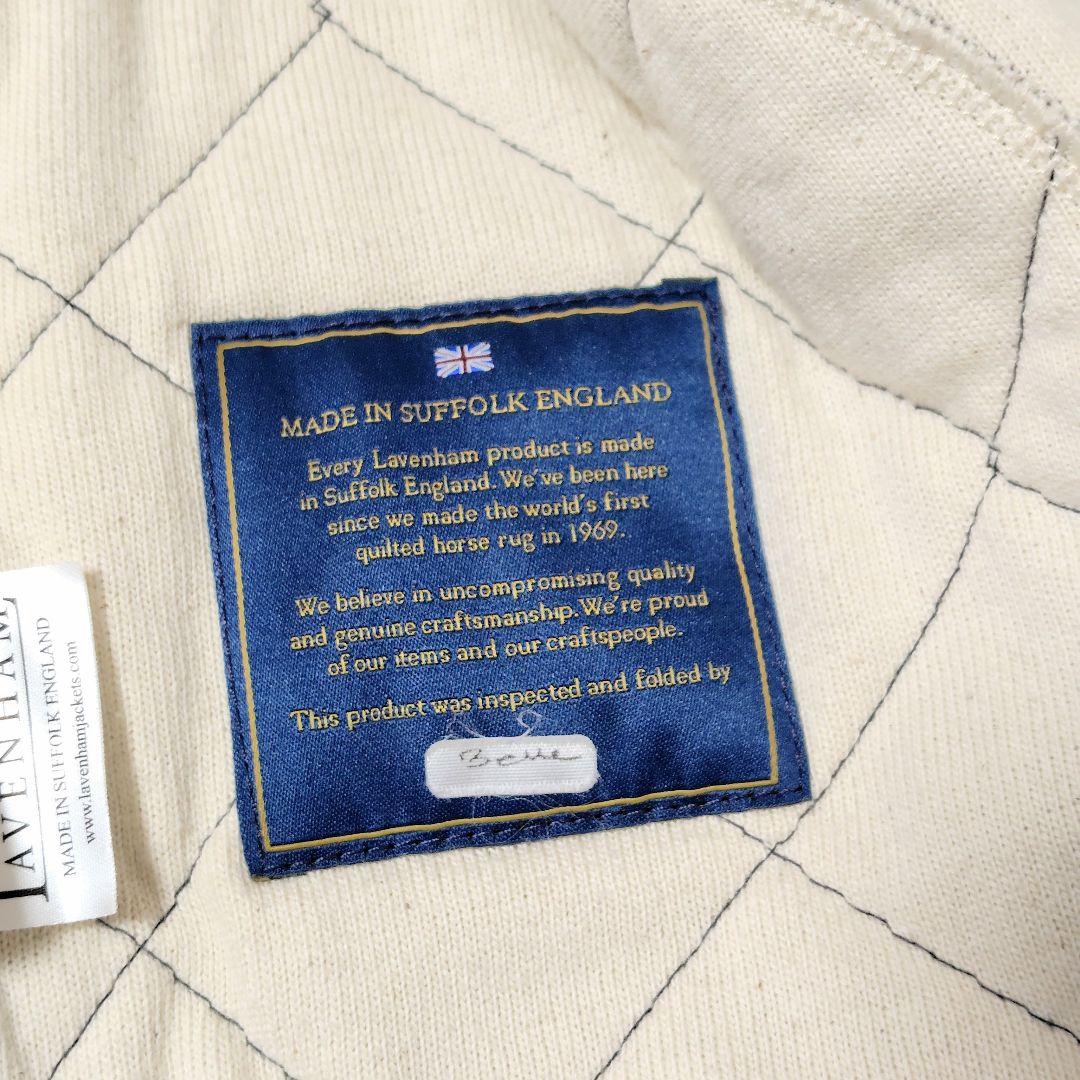 MADE IN SUFFOLK ENGLAND
Every Lavenham product is made
in Suffolk England. We've been here
since we made the world's first
quilted horse rug in 1969.
We believe in uncompromising quality
and genuine craftsmanship. We're proud
of our items and our craftspeople.
This product was inspected and folded by
LAVENHAM
MADE IN SUFFOLK ENGLAND
www.lavenhamjackets.com